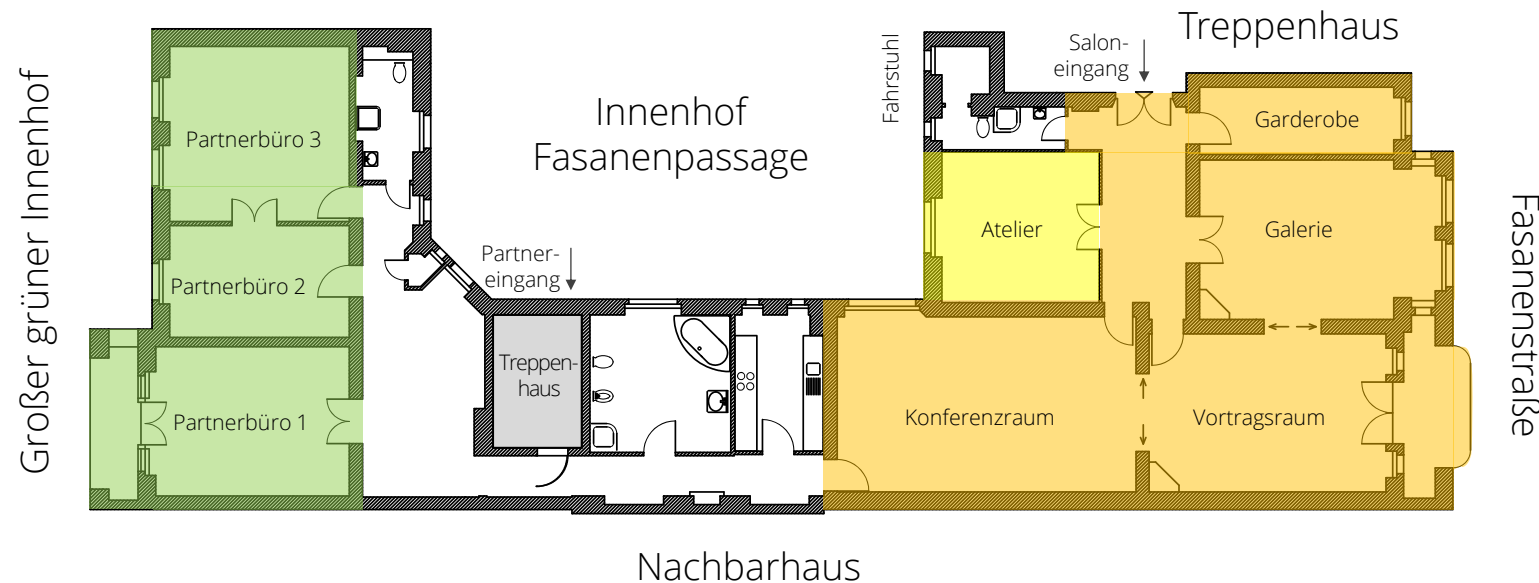 Treppenhaus
Salon-
eingang
Fahrstuhl
Großer grüner Innenhof
Innenhof
Fasanenpassage
Garderobe
Partnerbüro 3
Atelier
Galerie
Fasanenstraße
Partner-
eingang
Partnerbüro 2
Treppen-
haus
Partnerbüro 1
Konferenzraum
Vortragsraum
Nachbarhaus